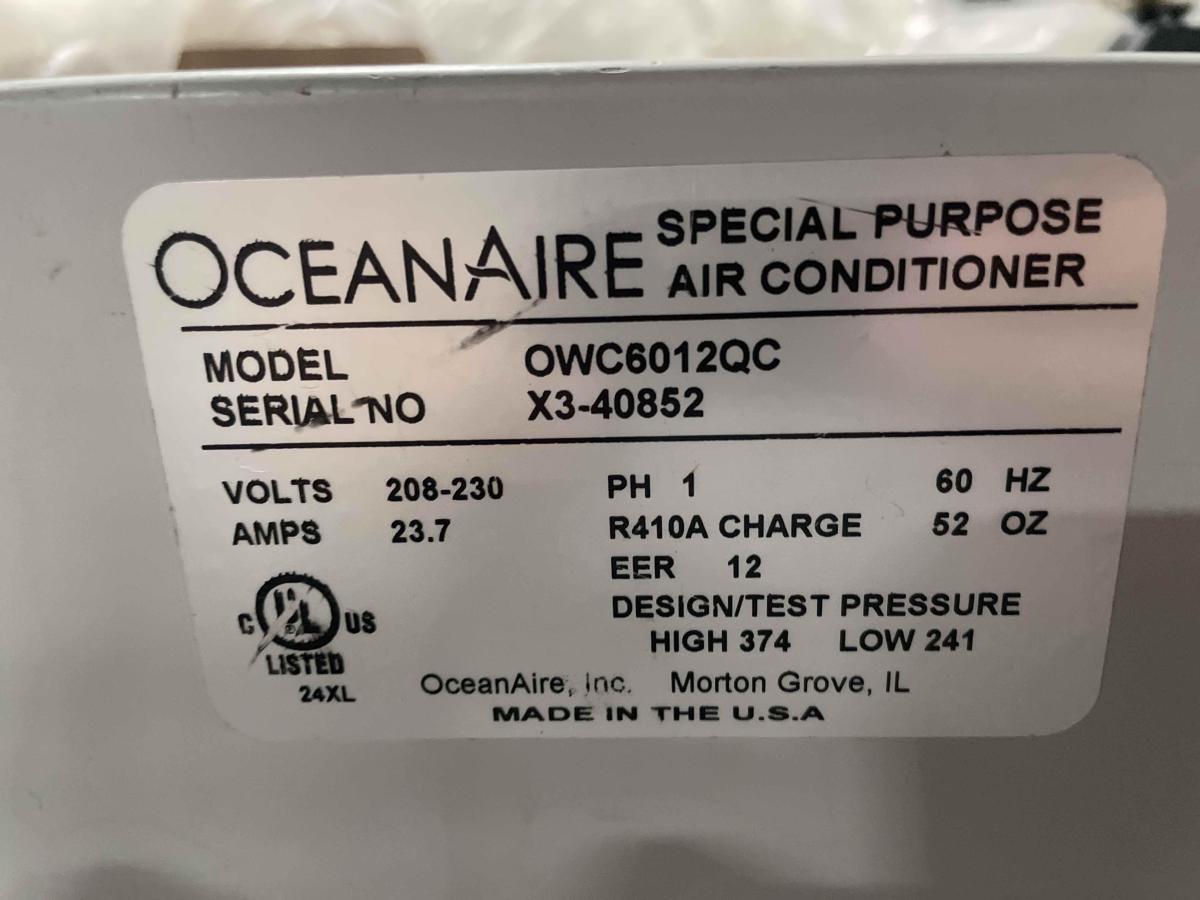 OCEANAIRE SPECIAL PURPOSE
AIR CONDITIONER
MODEL OWC6012QC
SERIAL NO X3-40852
VOLTS 208-230 PH 1 60 HZ
AMPS 23.7 R410A CHARGE 52 OZ
EER 12
DESIGN/TEST PRESSURE
HIGH 374 LOW 241
C UL US
®
LISTED
24XL
OceanAire, Inc. Morton Grove, IL
MADE IN THE U.S.A